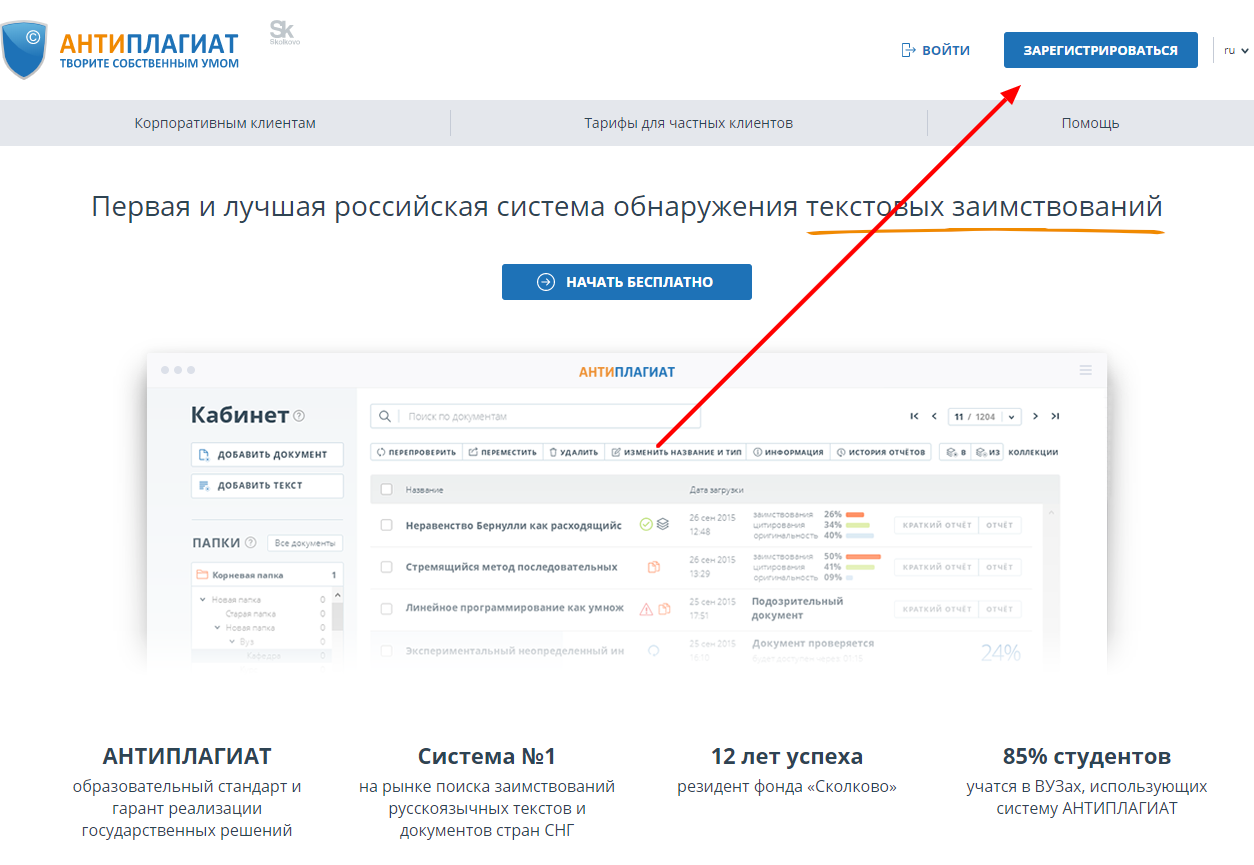 АНТИПЛАГИАТ
ТВОРИТЕ СОБСТВЕННЫМ УМОМ
Sk
Skolkovo
ВОЙТИ
ЗАРЕГИСТРИРОВАТЬСЯ
ru
Корпоративным клиентам
Тарифы для частных клиентов
Помощь
Первая и лучшая российская система обнаружения текстовых заимствований
НАЧАТЬ БЕСПЛАТНО
АНТИПЛАГИАТ
Кабинет
Поиск по документам
11 / 1204
ДОБАВИТЬ ДОКУМЕНТ
ДОБАВИТЬ ТЕКСТ
ПЕРЕПРОВЕРИТЬ
ПЕРЕМЕСТИТЬ
УДАЛИТЬ
ИЗМЕНИТЬ НАЗВАНИЕ И ТИП
ИНФОРМАЦИЯ
ИСТОРИЯ ОТЧЁТОВ
В
ИЗ
КОЛЛЕКЦИИ
Название
Дата загрузки
Неравенство Бернулли как расходящийс
26 сен 2015
12:48
заимствования 26%
цитирования 34%
оригинальность 40%
КРАТКИЙ ОТЧЁТ
ОТЧЁТ
ПАПКИ
Все документы
Корневая папка 1
Новая папка 0
Старая папка 0
Новая папка 0
Вуз 0
Кафедра 0
Стремящийся метод последовательных
26 сен 2015
13:29
заимствования 50%
цитирования 41%
оригинальность 09%
КРАТКИЙ ОТЧЁТ
ОТЧЁТ
Линейное программирование как умнож
25 сен 2015
17:51
Подозрительный
документ
КРАТКИЙ ОТЧЁТ
ОТЧЁТ
Экспериментальный неопределенный ин
25 сен 2015
Документ проверяется
24%
АНТИПЛАГИАТ
образовательный стандарт и
гарант реализации
государственных решений
Система №1
на рынке поиска заимствований
русскоязычных текстов и
документов стран СНГ
12 лет успеха
резидент фонда «Сколково»
85% студентов
учатся в ВУЗах, использующих
систему АНТИПЛАГИАТ